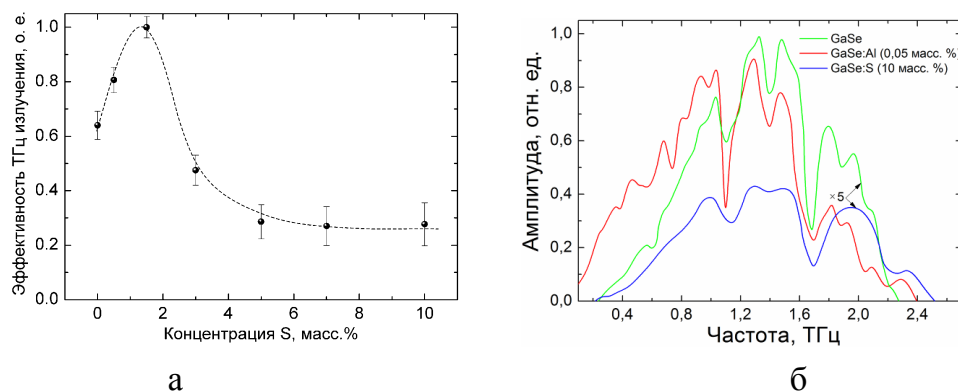 Эффективность ТГц излучения, о. е.
1.0
0.8
0.6
0.4
0.2
0.0
0 2 4 6 8 10
Концентрация S, масс.%
а
Амплитуда, отн. ед.
1,0
0,8
0,6
0,4
0,2
0,0
GaSe
GaSe:Al (0,05 масс. %)
GaSe:S (10 масс. %)
× 5
0,4 0,8 1,2 1,6 2,0 2,4
Частота, ТГц
б